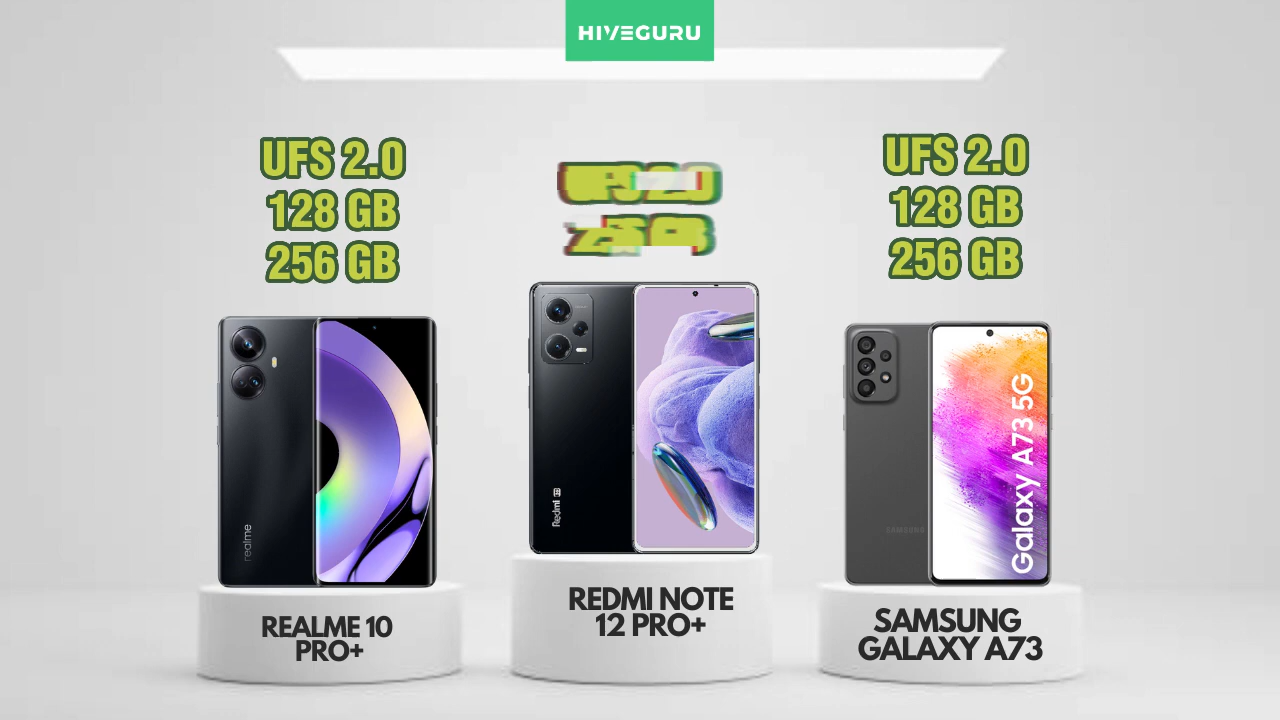 HIVEGURU
UFS 2.0
128 GB
256 GB
UFS 2.0
128 GB
256 GB
realme
Redmi
SAMSUNG
Galaxy A73 5G
REALME 10
PRO+
REDMI NOTE
12 PRO+
SAMSUNG
GALAXY A73